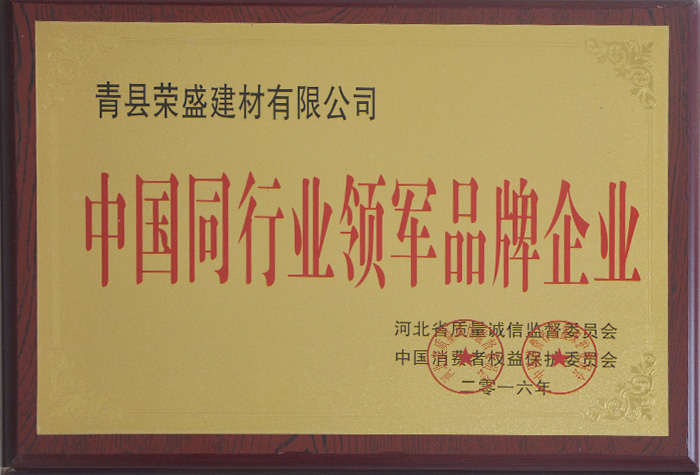 青县荣盛建材有限公司
中国同行业领军品牌企业
河北省质量诚信监督委员会
中国消费者权益保护委员会
二零一六年